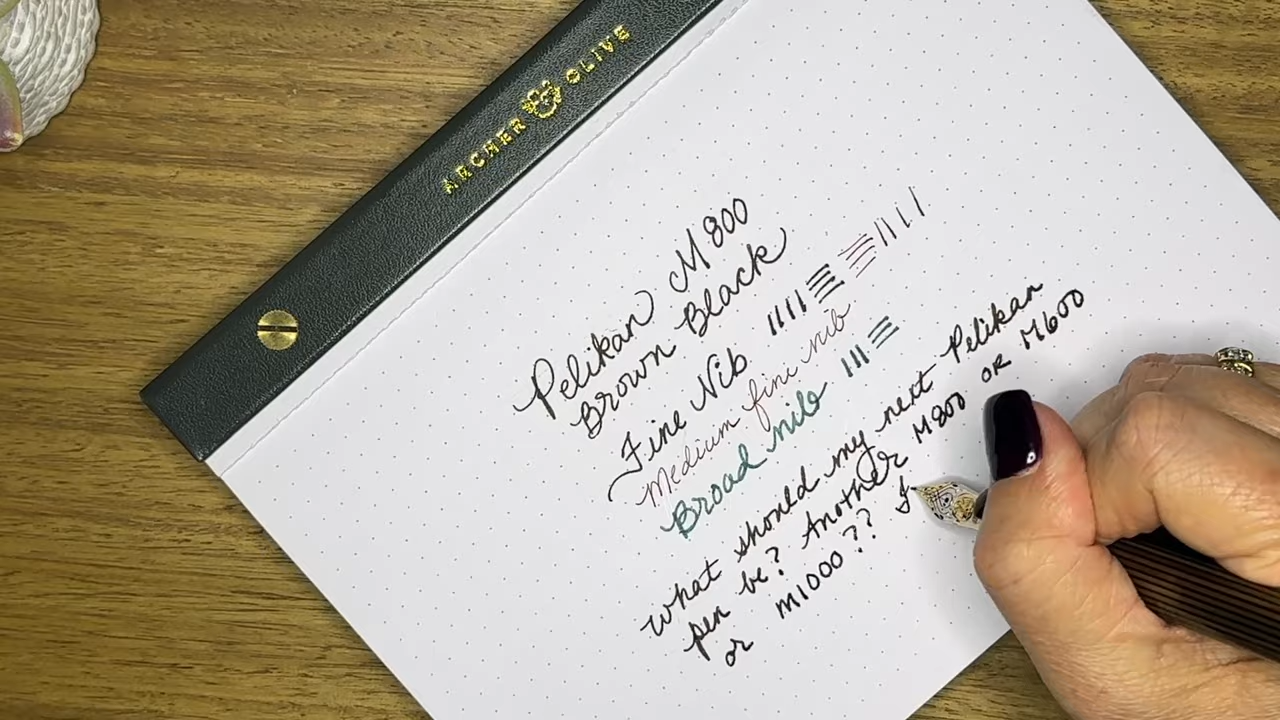 ARCHER & OLIVE
Pelikan M800
Brown Black
Fine Nib
Medium fine nib
Broad nib
What should my next Pelikan
pen be? Another M800 or M600
or M1000?? I